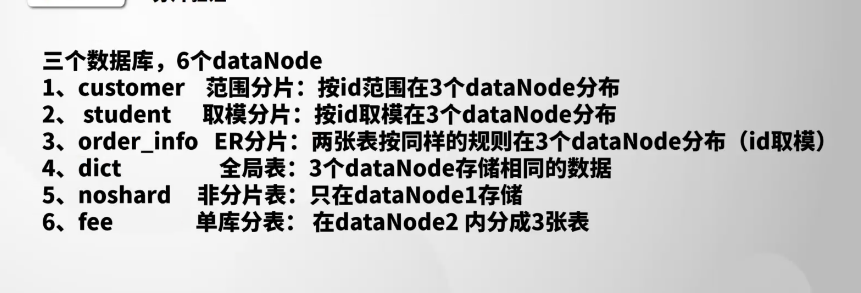 三个数据库，6个dataNode
1、customer 范围分片：按id范围在3个dataNode分布
2、 student 取模分片：按id取模在3个dataNode分布
3、order_info ER分片：两张表按同样的规则在3个dataNode分布（id取模）
4、dict 全局表：3个dataNode存储相同的数据
5、noshard 非分片表：只在dataNode1存储
6、fee 单库分表： 在dataNode2 内分成3张表